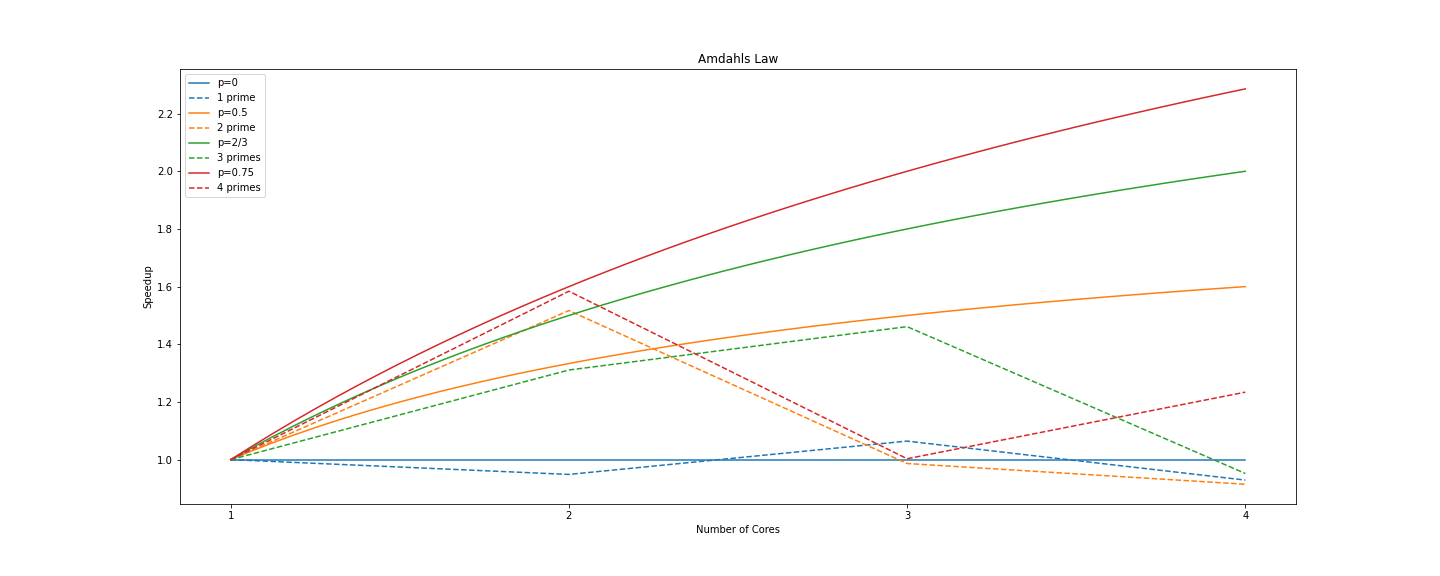 Amdahls Law
p=0
1 prime
p=0.5
2 prime
p=2/3
3 primes
p=0.75
4 primes
Speedup
2.2
2.0
1.8
1.6
1.4
1.2
1.0
1 2 3 4
Number of Cores